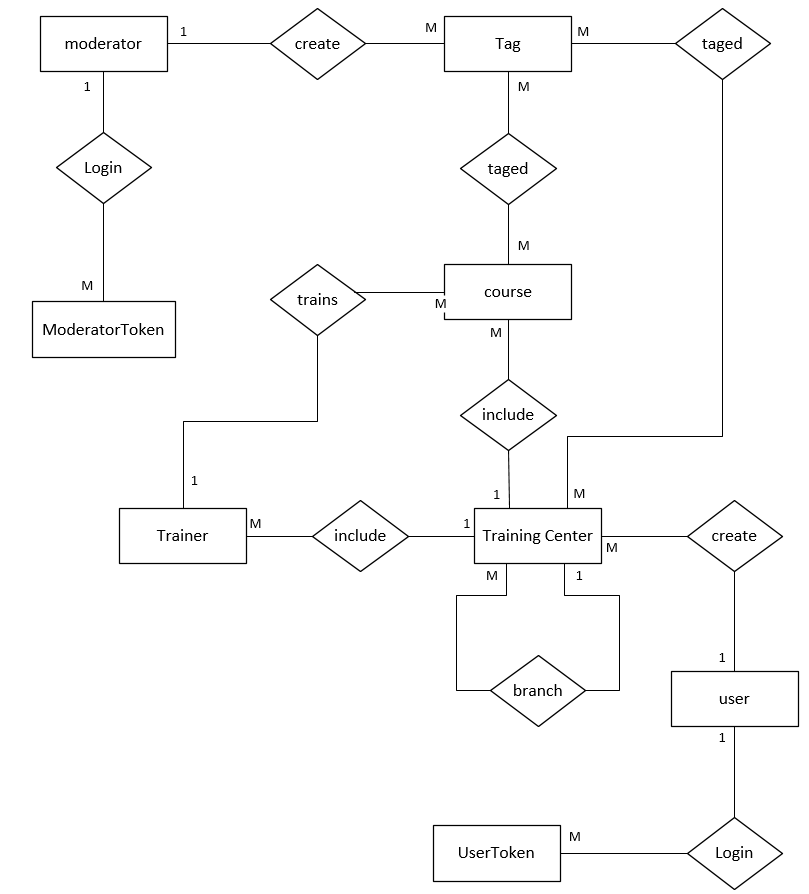 moderator
1
create
M
Tag
M
taged
1
M
Login
taged
M
M
trains
M
course
ModeratorToken
M
include
1
1
M
Trainer
M
include
1
Training Center
M
create
M
1
branch
1
user
1
UserToken
M
Login